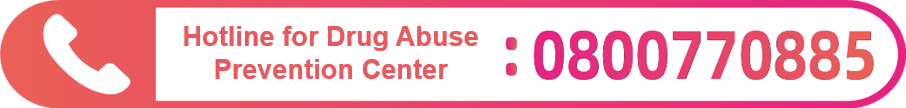 Hotline for Drug Abuse
Prevention Center
: 0800770885